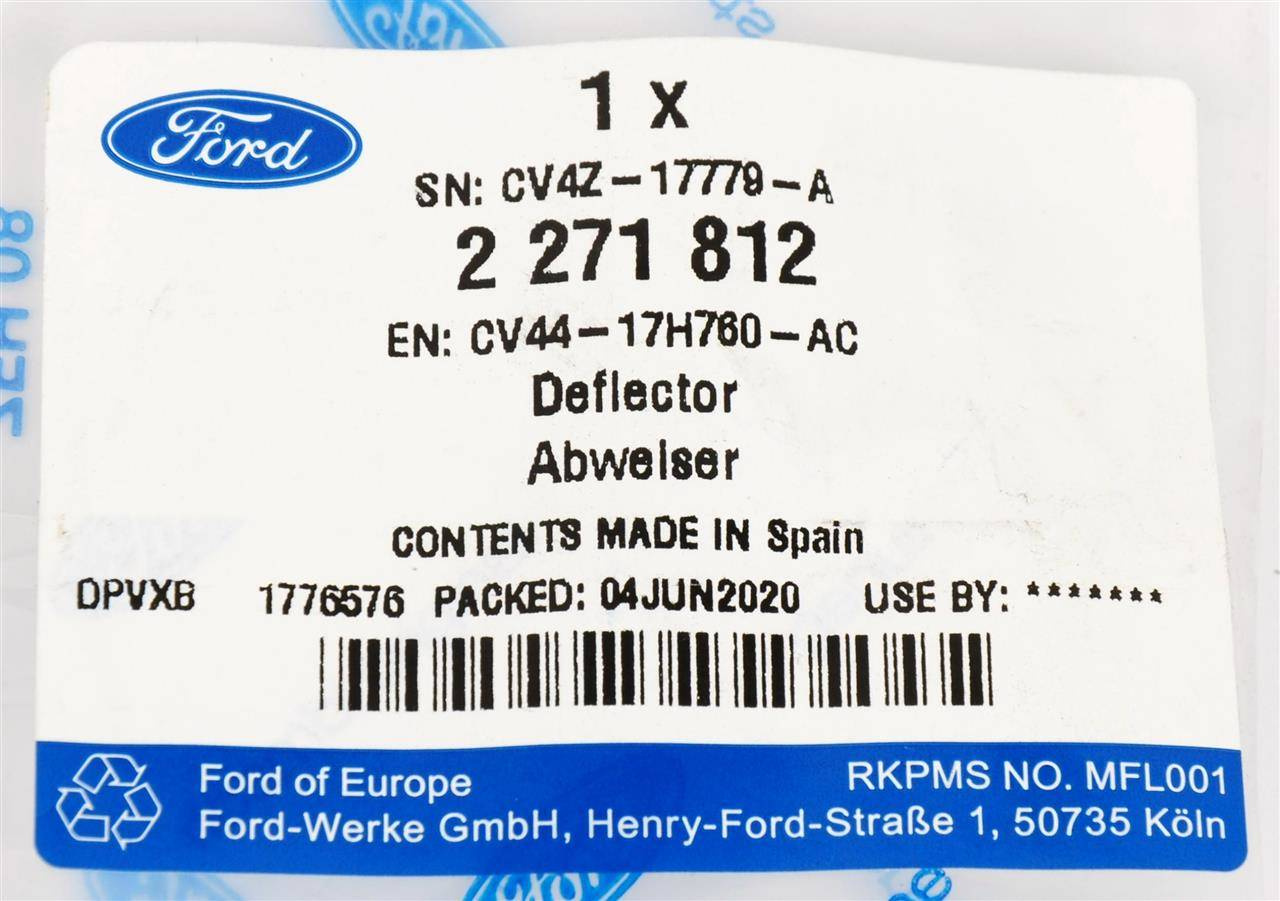 Ford
1 x
SN: CV4Z-17779-A
2 271 812
EN: CV44-17H760-AC
Deflector
Abweiser
CONTENTS MADE IN Spain
DPVXB 1776576 PACKED: 04JUN2020 USE BY: *******
Ford of Europe
RKPMS NO. MFL001
Ford-Werke GmbH, Henry-Ford-Straße 1, 50735 Köln